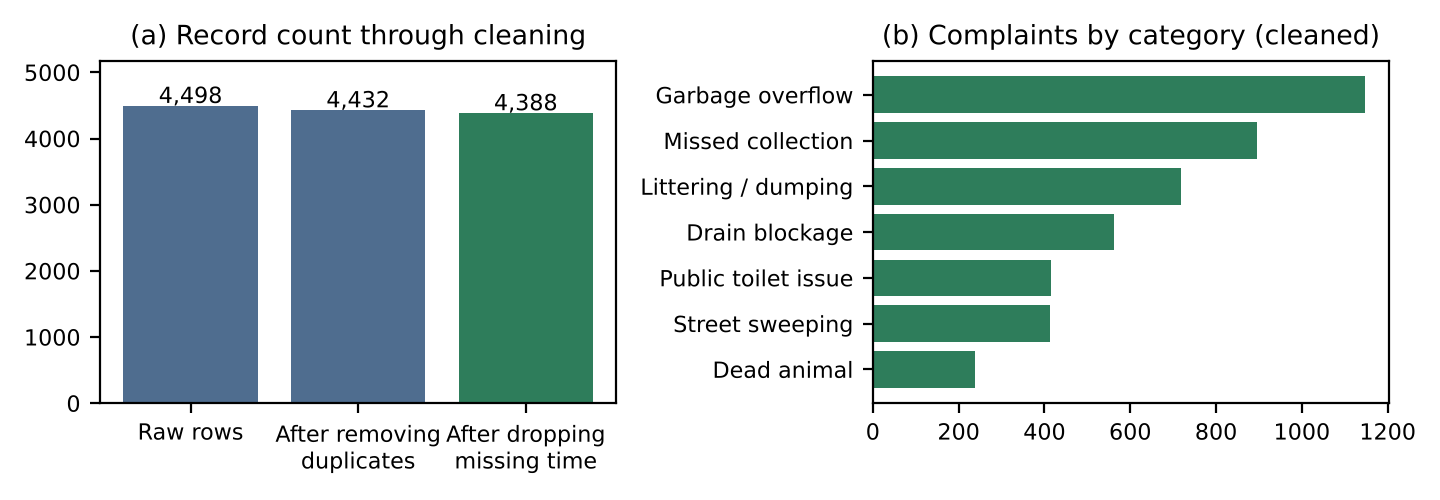 (a) Record count through cleaning
5000
4000
3000
2000
1000
0
4,498
4,432
4,388
Raw rows
After removing
duplicates
After dropping
missing time
(b) Complaints by category (cleaned)
Garbage overflow
Missed collection
Littering / dumping
Drain blockage
Public toilet issue
Street sweeping
Dead animal
0 200 400 600 800 1000 1200